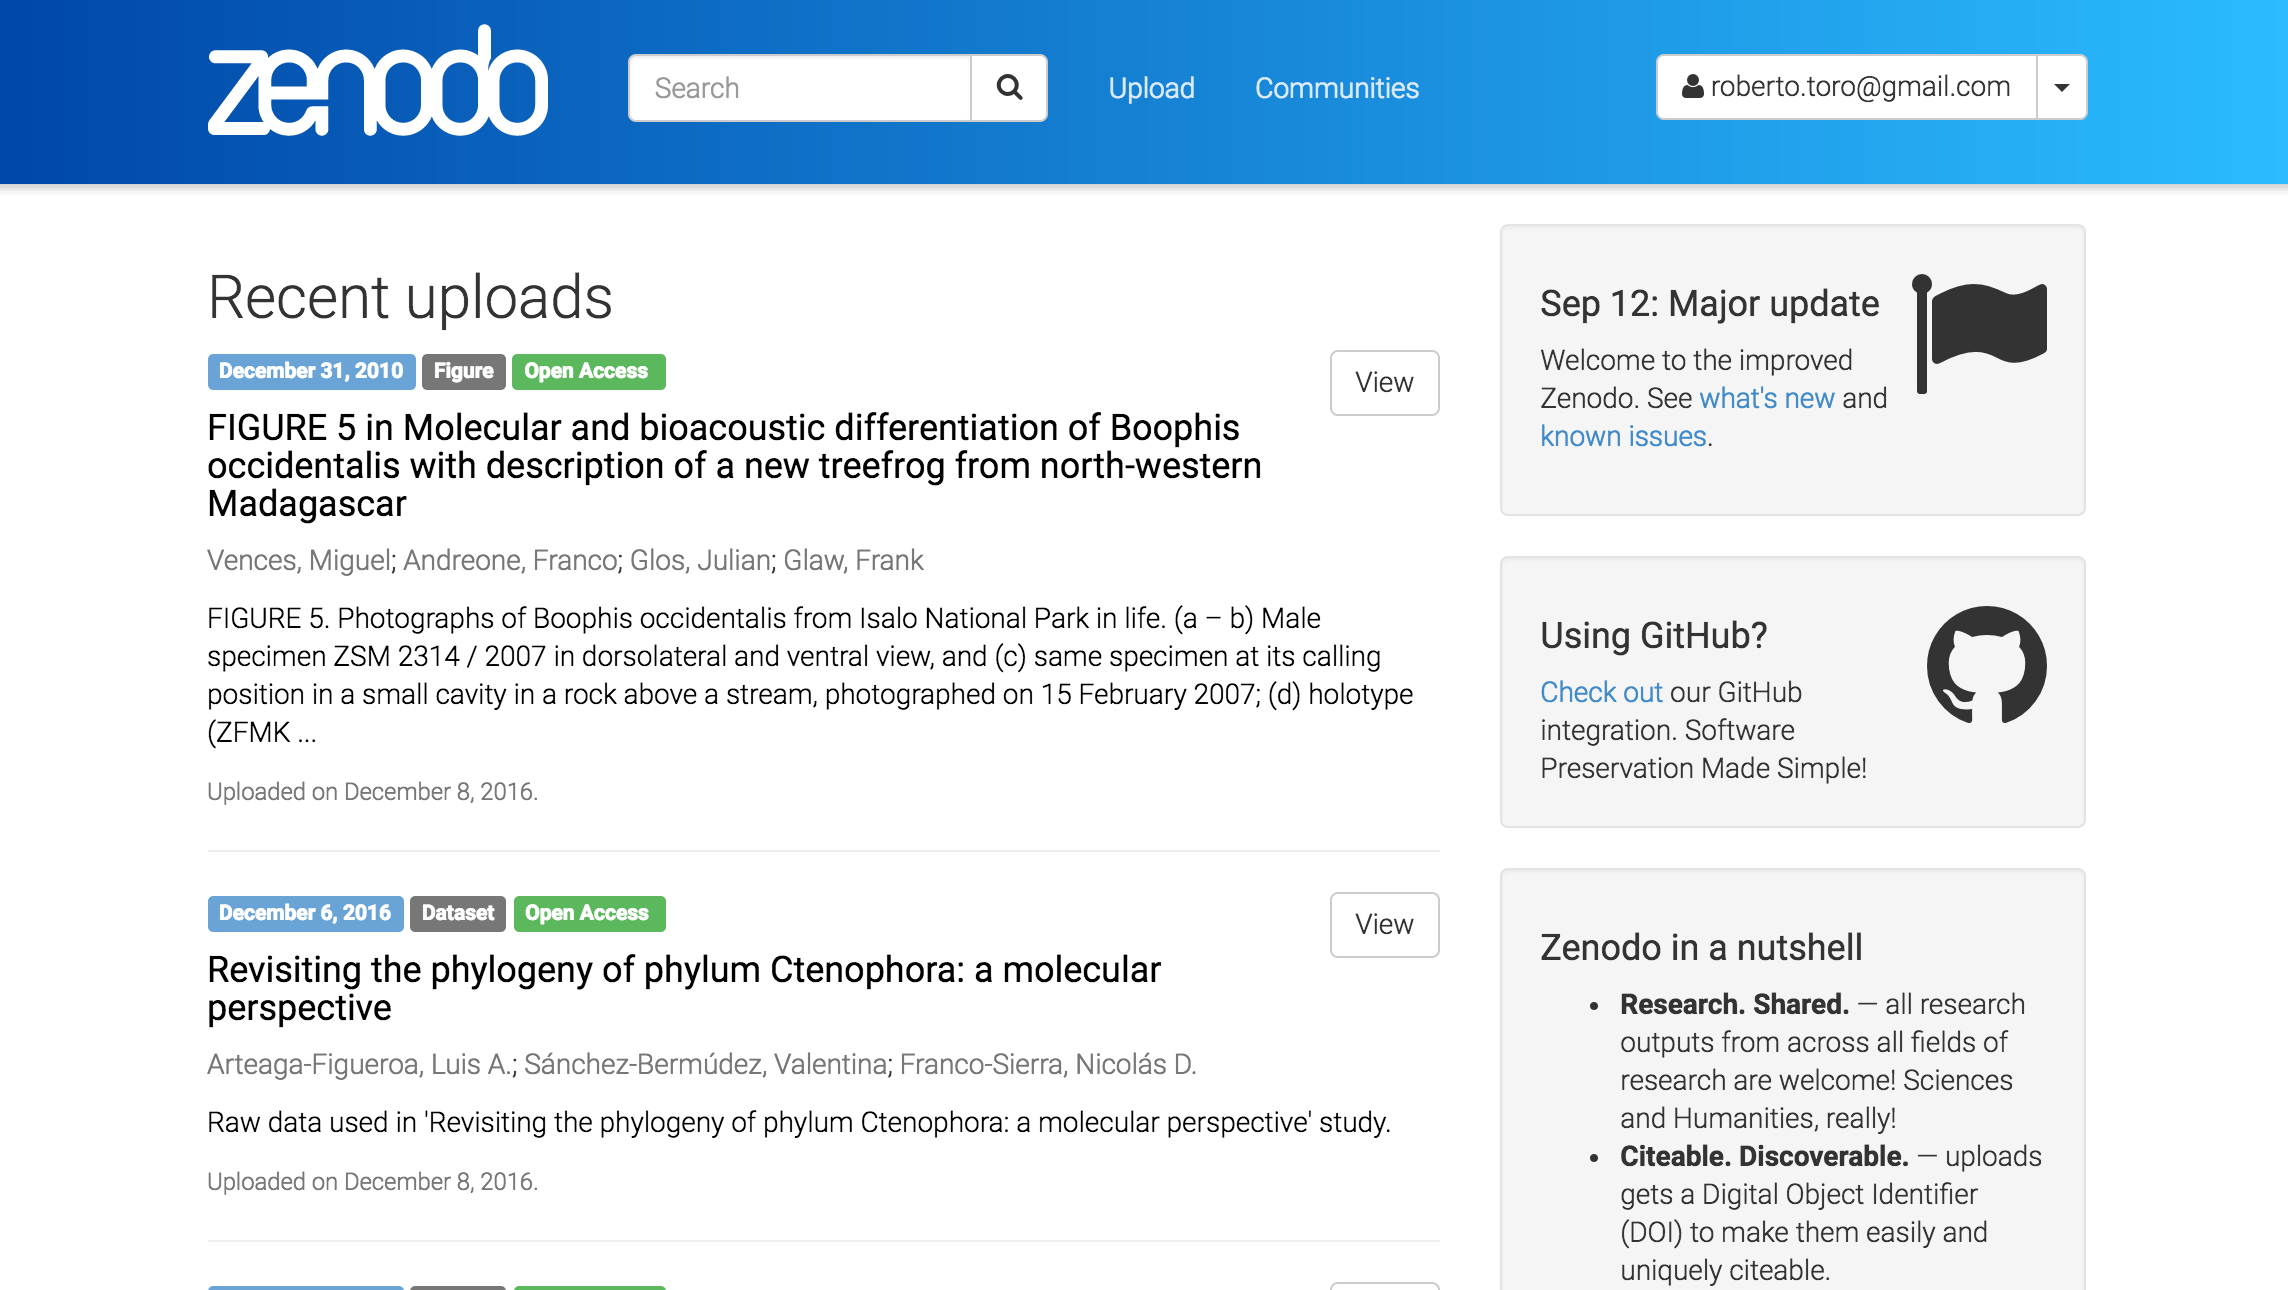 zenodo
Search
Upload
Communities
roberto.toro@gmail.com
Recent uploads
December 31, 2010 Figure Open Access
View
FIGURE 5 in Molecular and bioacoustic differentiation of Boophis
occidentalis with description of a new treefrog from north-western
Madagascar
Vences, Miguel; Andreone, Franco; Glos, Julian; Glaw, Frank
FIGURE 5. Photographs of Boophis occidentalis from Isalo National Park in life. (a – b) Male
specimen ZSM 2314 / 2007 in dorsolateral and ventral view, and (c) same specimen at its calling
position in a small cavity in a rock above a stream, photographed on 15 February 2007; (d) holotype
(ZFMK ...
Uploaded on December 8, 2016.
December 6, 2016 Dataset Open Access
View
Revisiting the phylogeny of phylum Ctenophora: a molecular
perspective
Arteaga-Figueroa, Luis A.; Sánchez-Bermúdez, Valentina; Franco-Sierra, Nicolás D.
Raw data used in 'Revisiting the phylogeny of phylum Ctenophora: a molecular perspective' study.
Uploaded on December 8, 2016.
Sep 12: Major update
Welcome to the improved
Zenodo. See what's new and
known issues.
Using GitHub?
Check out our GitHub
integration. Software
Preservation Made Simple!
Zenodo in a nutshell
• Research. Shared. — all research
outputs from across all fields of
research are welcome! Sciences
and Humanities, really!
• Citeable. Discoverable. — uploads
gets a Digital Object Identifier
(DOI) to make them easily and
uniquely citeable.